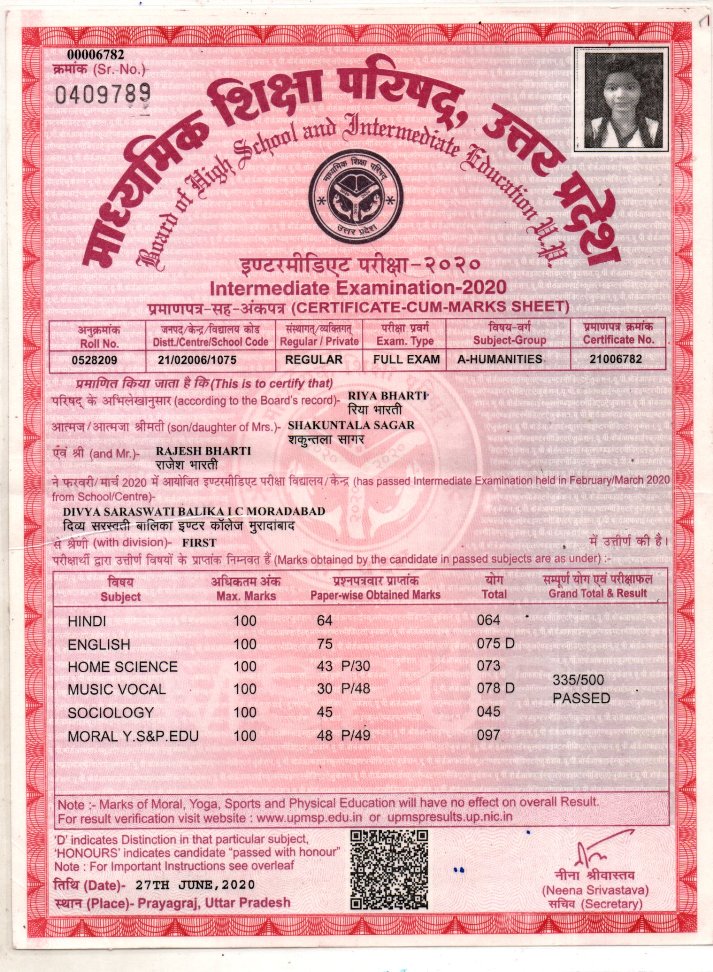 00006782
क्रमांक (Sr. No.)
0409789
माध्यमिक शिक्षा परिषद्, उत्तर प्रदेश
Board of High School and Intermediate Education U.P.
माध्यमिक शिक्षा परिषद्
उत्तर प्रदेश
इण्टरमीडिएट परीक्षा-२०२०
Intermediate Examination-2020
प्रमाणपत्र-सह-अंकपत्र (CERTIFICATE-CUM-MARKS SHEET)
अनुक्रमांक जनपद/केन्द्र/विद्यालय कोड संस्थागत/व्यक्तिगत परीक्षा प्रवर्ग विषय-वर्ग प्रमाणपत्र क्रमांक
Roll No. Distt./Centre/School Code Regular / Private Exam. Type Subject-Group Certificate No.
0528209 21/02006/1075 REGULAR FULL EXAM A-HUMANITIES 21006782
प्रमाणित किया जाता है कि (This is to certify that)
परिषद् के अभिलेखानुसार (according to the Board's record)- RIYA BHARTI
रिया भारती
आत्मज/आत्मजा श्रीमती (son/daughter of Mrs.)- SHAKUNTALA SAGAR
शकुन्तला सागर
एवं श्री (and Mr.)- RAJESH BHARTI
राजेश भारती
ने फरवरी/मार्च 2020 में आयोजित इण्टरमीडिएट परीक्षा विद्यालय/केन्द्र (has passed Intermediate Examination held in February/March 2020
from School/Centre)-
DIVYA SARASWATI BALIKA I C MORADABAD
दिव्य सरस्वती बालिका इण्टर कॉलेज मुरादाबाद
से श्रेणी (with division)- FIRST में उत्तीर्ण की है।
परीक्षार्थी द्वारा उत्तीर्ण विषयों के प्राप्तांक निम्नवत हैं (Marks obtained by the candidate in passed subjects are as under) :-
विषय अधिकतम अंक प्रश्नपत्रवार प्राप्तांक योग सम्पूर्ण योग एवं परीक्षाफल
Subject Max. Marks Paper-wise Obtained Marks Total Grand Total & Result
HINDI 100 64 064
ENGLISH 100 75 075 D
HOME SCIENCE 100 43 P/30 073
MUSIC VOCAL 100 30 P/48 078 D 335/500
PASSED
SOCIOLOGY 100 45 045
MORAL Y.S&P.EDU 100 48 P/49 097
Note :- Marks of Moral, Yoga, Sports and Physical Education will have no effect on overall Result.
For result verification visit website : www.upmsp.edu.in or upmspresults.up.nic.in
'D' indicates Distinction in that particular subject,
'HONOURS' indicates candidate "passed with honour"
Note : For Important Instructions see overleaf
तिथि (Date)- 27TH JUNE,2020
स्थान (Place)- Prayagraj, Uttar Pradesh
नीना श्रीवास्तव
(Neena Srivastava)
सचिव (Secretary)